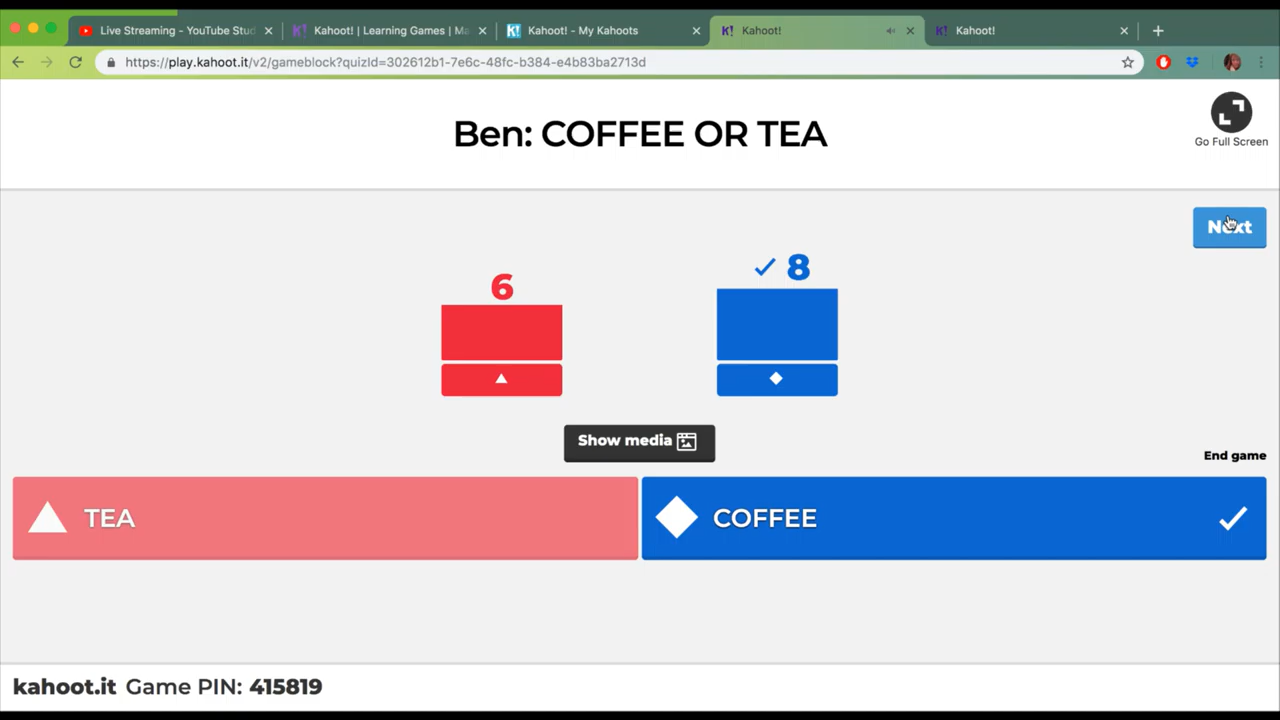 Live Streaming - YouTube Stud
Kahoot! | Learning Games | Ma
Kahoot! - My Kahoots
Kahoot!
Kahoot!
https://play.kahoot.it/v2/gameblock?quizId=302612b1-7e6c-48fc-b384-e4b83ba2713d
Ben: COFFEE OR TEA
Go Full Screen
Next
6
8
Show media
End game
TEA
COFFEE
kahoot.it Game PIN: 415819